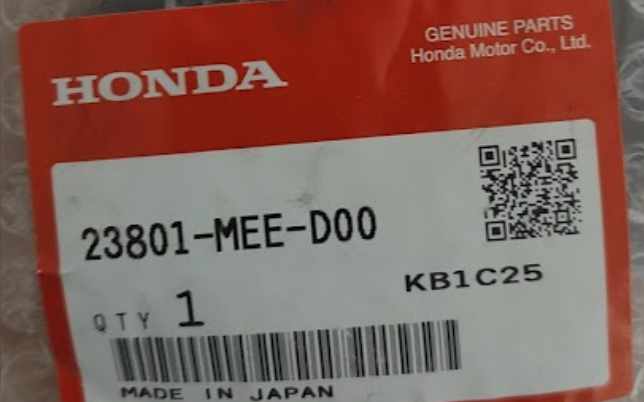 GENUINE PARTS
Honda Motor Co., Ltd.
HONDA
23801-MEE-D00
KB1C25
QTY 1
MADE IN JAPAN